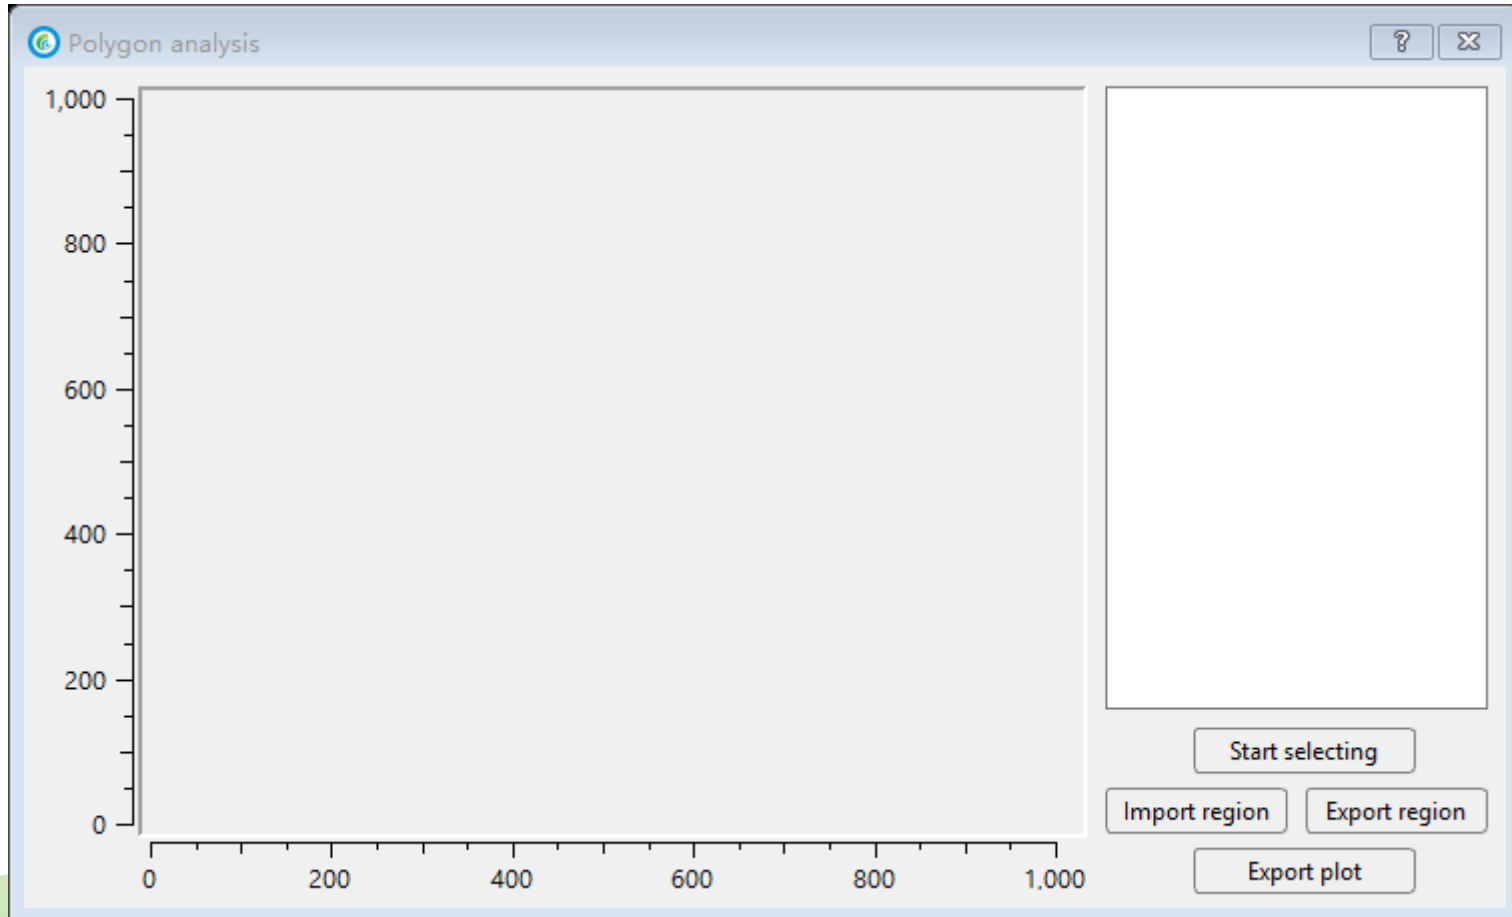 Polygon analysis
1,000
800
600
400
200
0
0 200 400 600 800 1,000
Start selecting
Import region Export region
Export plot